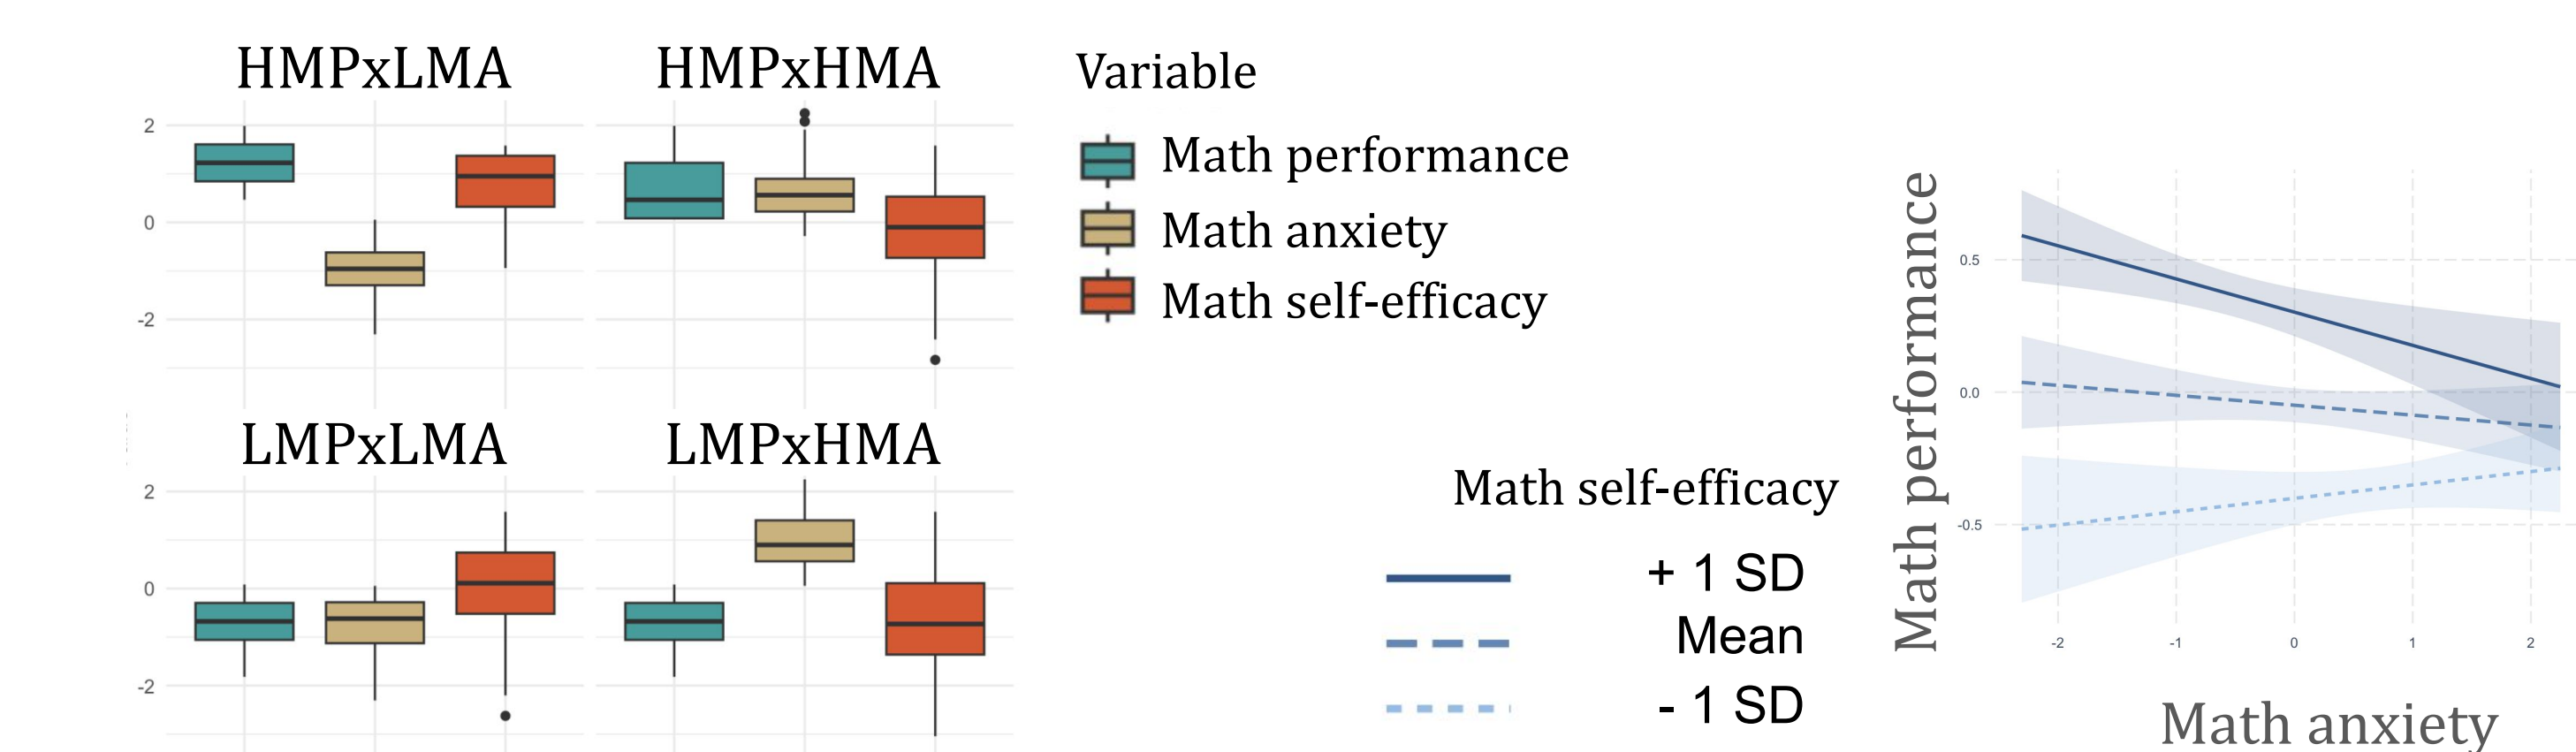 HMPxLMA
HMPxHMA
2
0
-2
LMPxLMA
LMPxHMA
2
0
-2
Variable
Math performance
Math anxiety
Math self-efficacy
Math self-efficacy
+ 1 SD
Mean
- 1 SD
Math performance
0.5
0.0
-0.5
-2 -1 0 1 2
Math anxiety